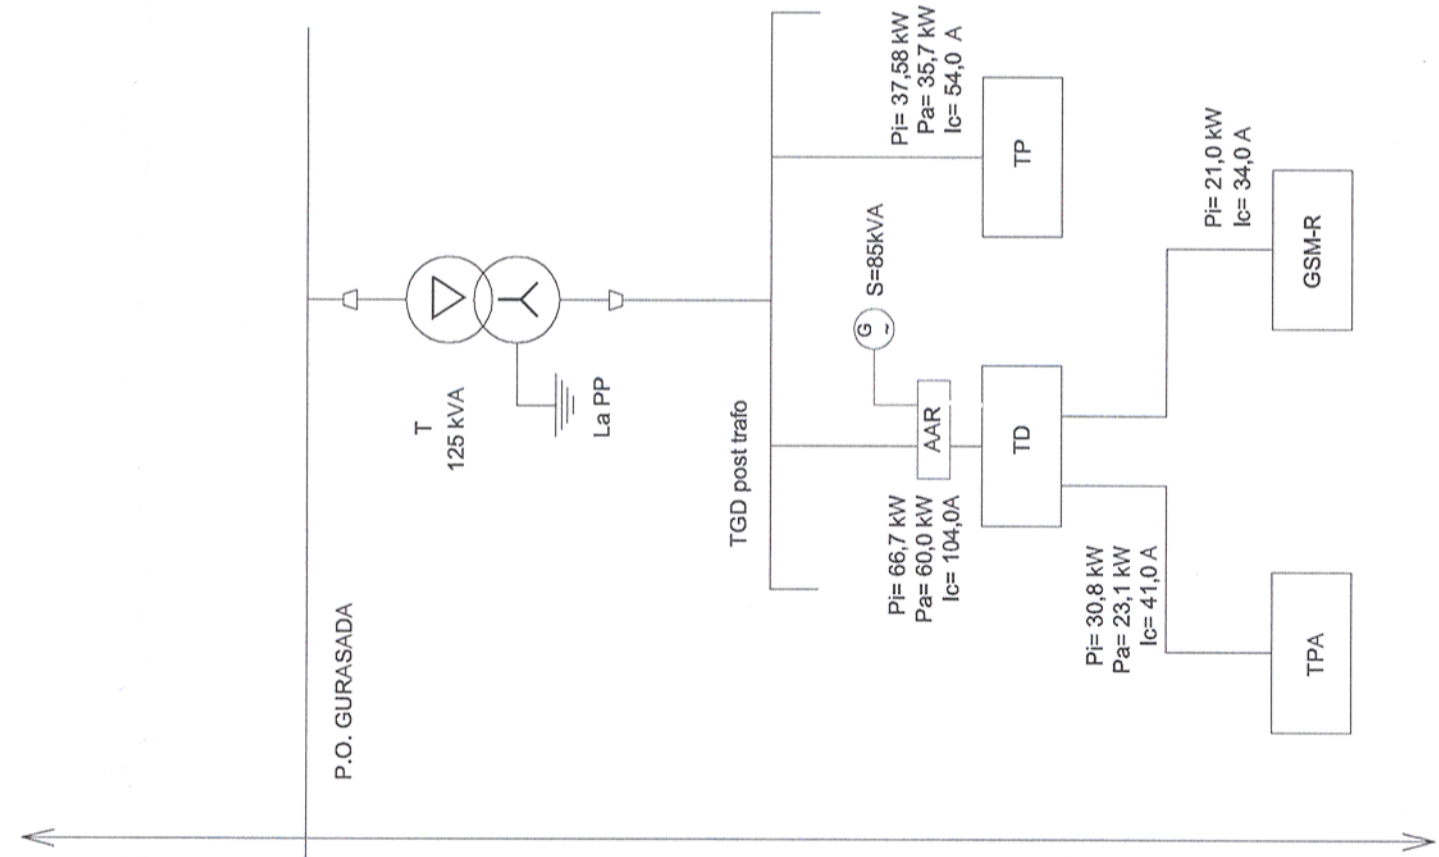 P.O. GURASADA
T
125 kVA
La PP
TGD post trafo
Pi= 66,7 kW
Pa= 60,0 kW
Ic= 104,0A
AAR
G
~
S=85kVA
Pi= 37,58 kW
Pa= 35,7 kW
Ic= 54,0 A
TD
TP
Pi= 30,8 kW
Pa= 23,1 kW
Ic= 41,0 A
Pi= 21,0 kW
Ic= 34,0 A
TPA
GSM-R